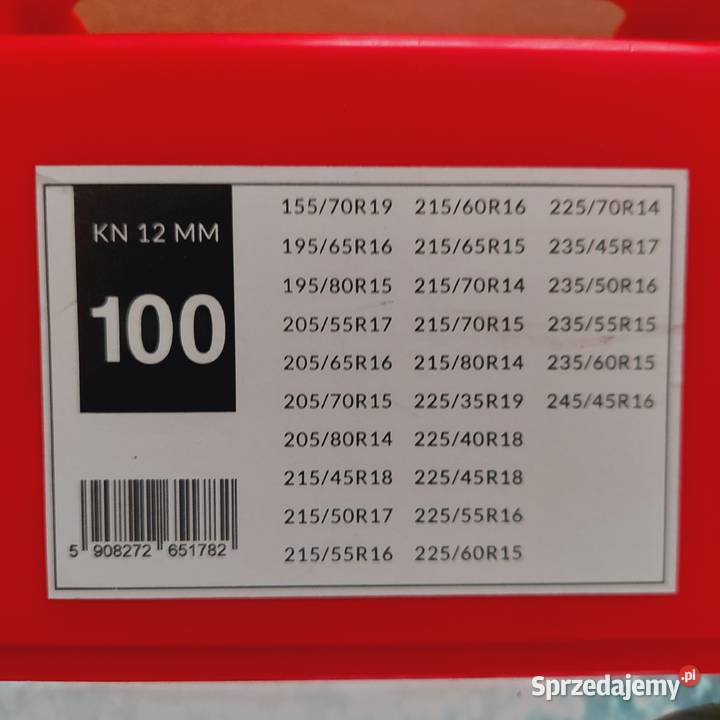 KN 12 MM
100
155/70R19 215/60R16 225/70R14
195/65R16 215/65R15 235/45R17
195/80R15 215/70R14 235/50R16
205/55R17 215/70R15 235/55R15
205/65R16 215/80R14 235/60R15
205/70R15 225/35R19 245/45R16
205/80R14 225/40R18
215/45R18 225/45R18
215/50R17 225/55R16
215/55R16 225/60R15
5 908272 651782
Sprzedajemy.pl